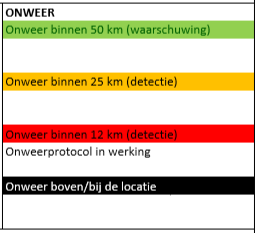 ONWEER
Onweer binnen 50 km (waarschuwing)
Onweer binnen 25 km (detectie)
Onweer binnen 12 km (detectie)
Onweerprotocol in werking
Onweer boven/bij de locatie